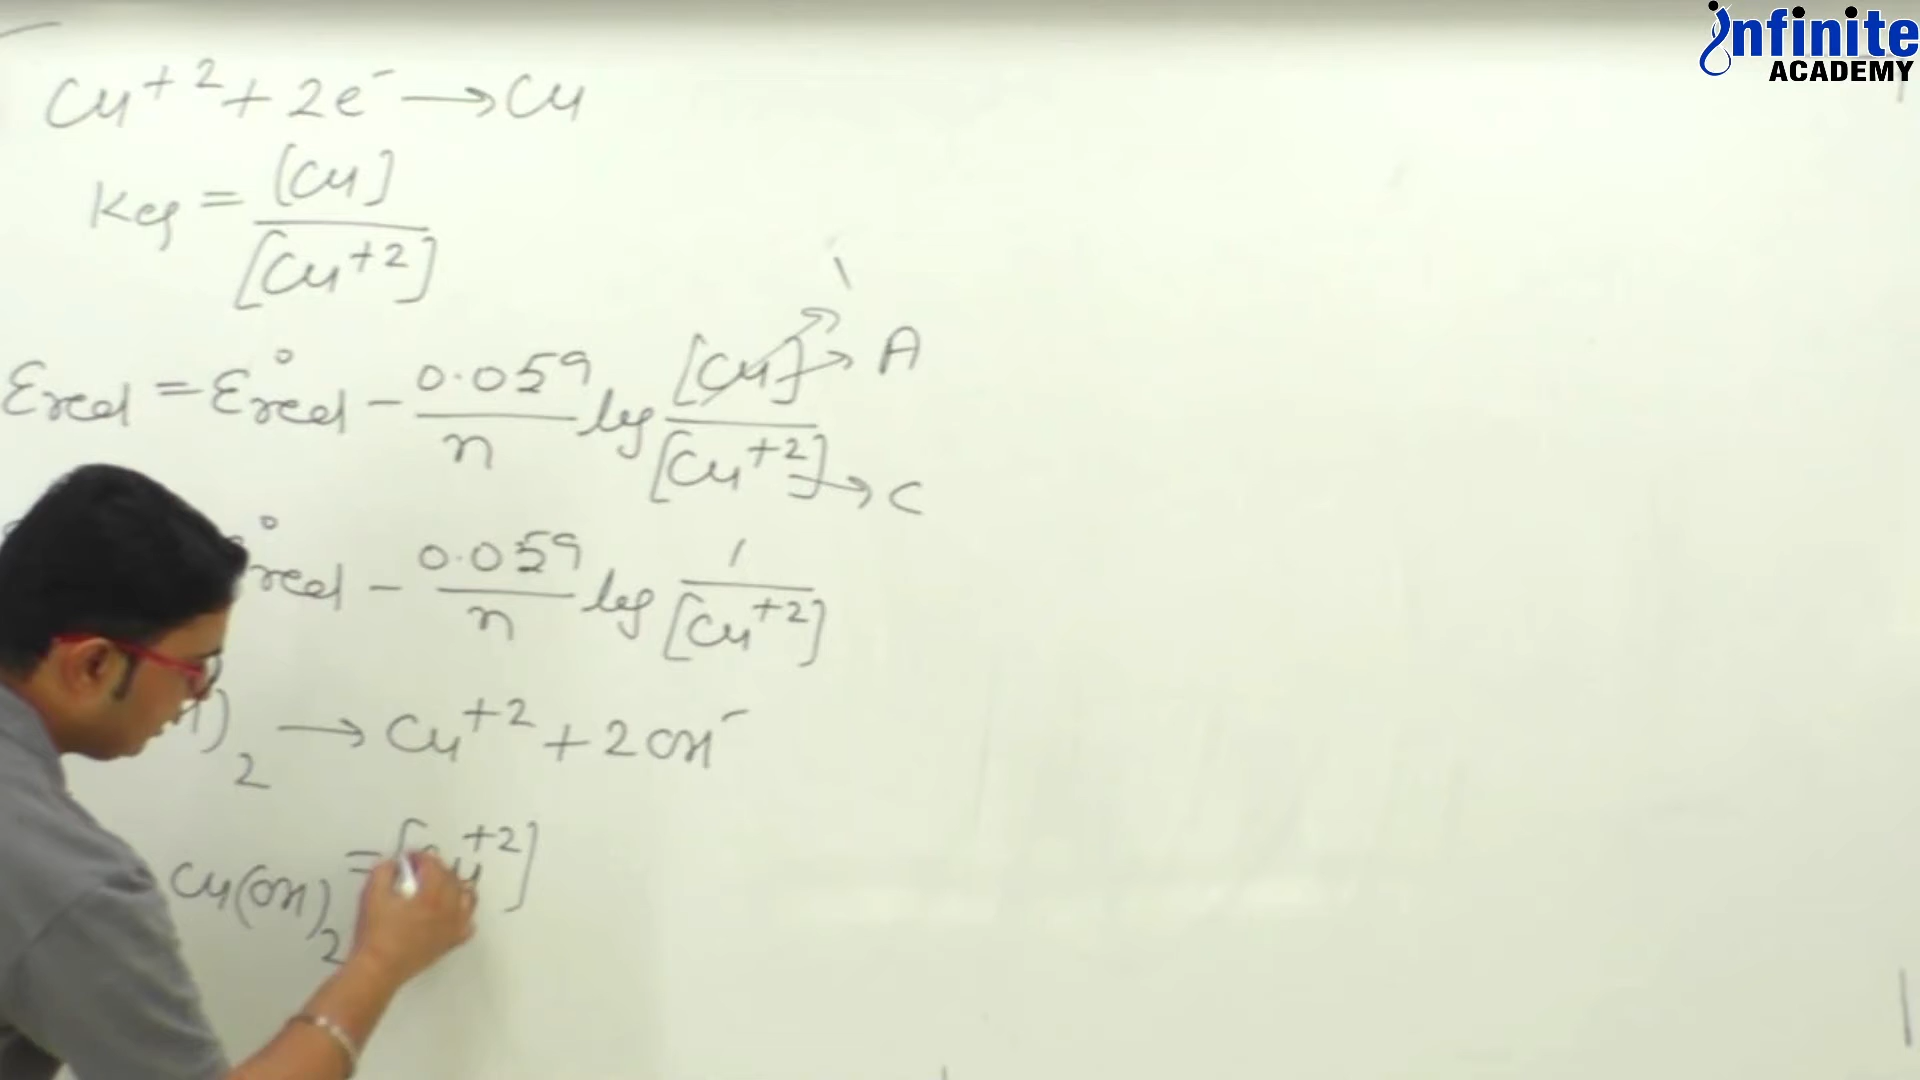 infinite
ACADEMY
Cu⁺² + 2e⁻ → Cu
Keq = [Cu] / [Cu⁺²]
Ered = E°red - 0.059/n log [Cu] / [Cu⁺²]
1
A
C
°red - 0.059/n log 1 / [Cu⁺²]
)₂ → Cu⁺² + 2OH⁻
Cu(OH)₂ = [Cu⁺²]